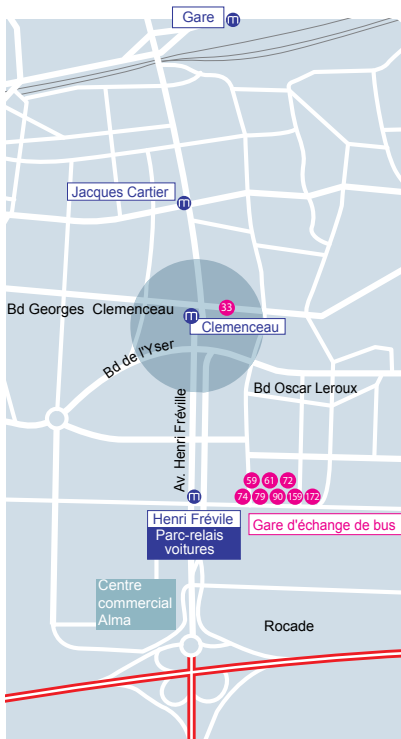 Gare m
Jacques Cartier m
33
Bd Georges Clemenceau m
Clemenceau
Bd de l'Yser
Bd Oscar Leroux
Av. Henri Fréville
59 61 72
m 74 79 90 159 172
Henri Frévile
Parc-relais
voitures
Gare d'échange de bus
Centre
commercial
Alma
Rocade